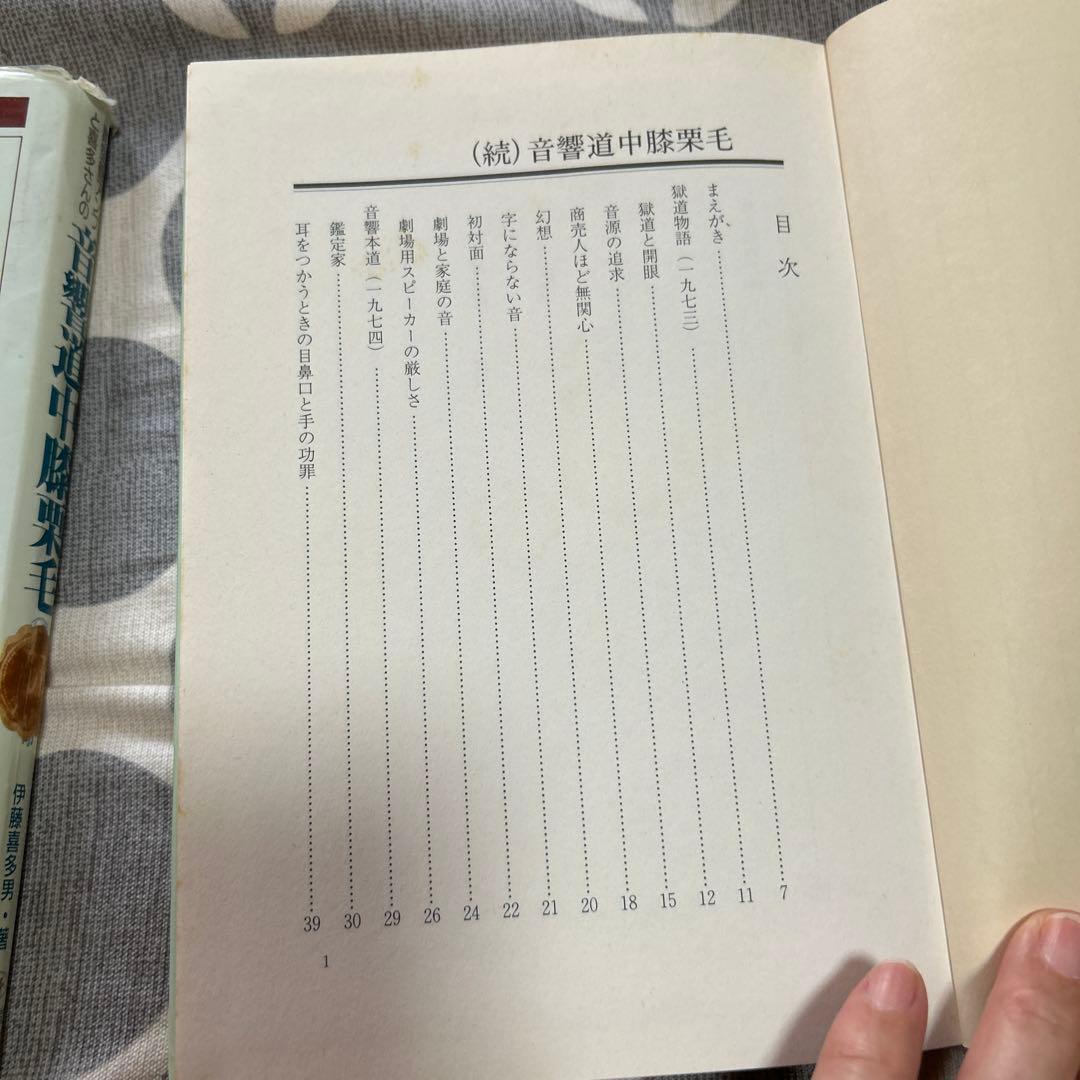 (続)音響道中膝栗毛
目次
まえがき、……7
獄道物語(一九七三)……11
獄道と開眼……12
音源の追求……15
商売人ほど無関心……18
幻想……20
字にならない音……21
初対面……22
劇場と家庭の音……24
劇場用スピーカーの厳しさ……26
音響本道(一九七四)……29
鑑定家……30
耳をつかうときの目鼻口と手の功罪……39
1
と喜多さんの
音響道中膝栗毛
伊藤喜多男・著